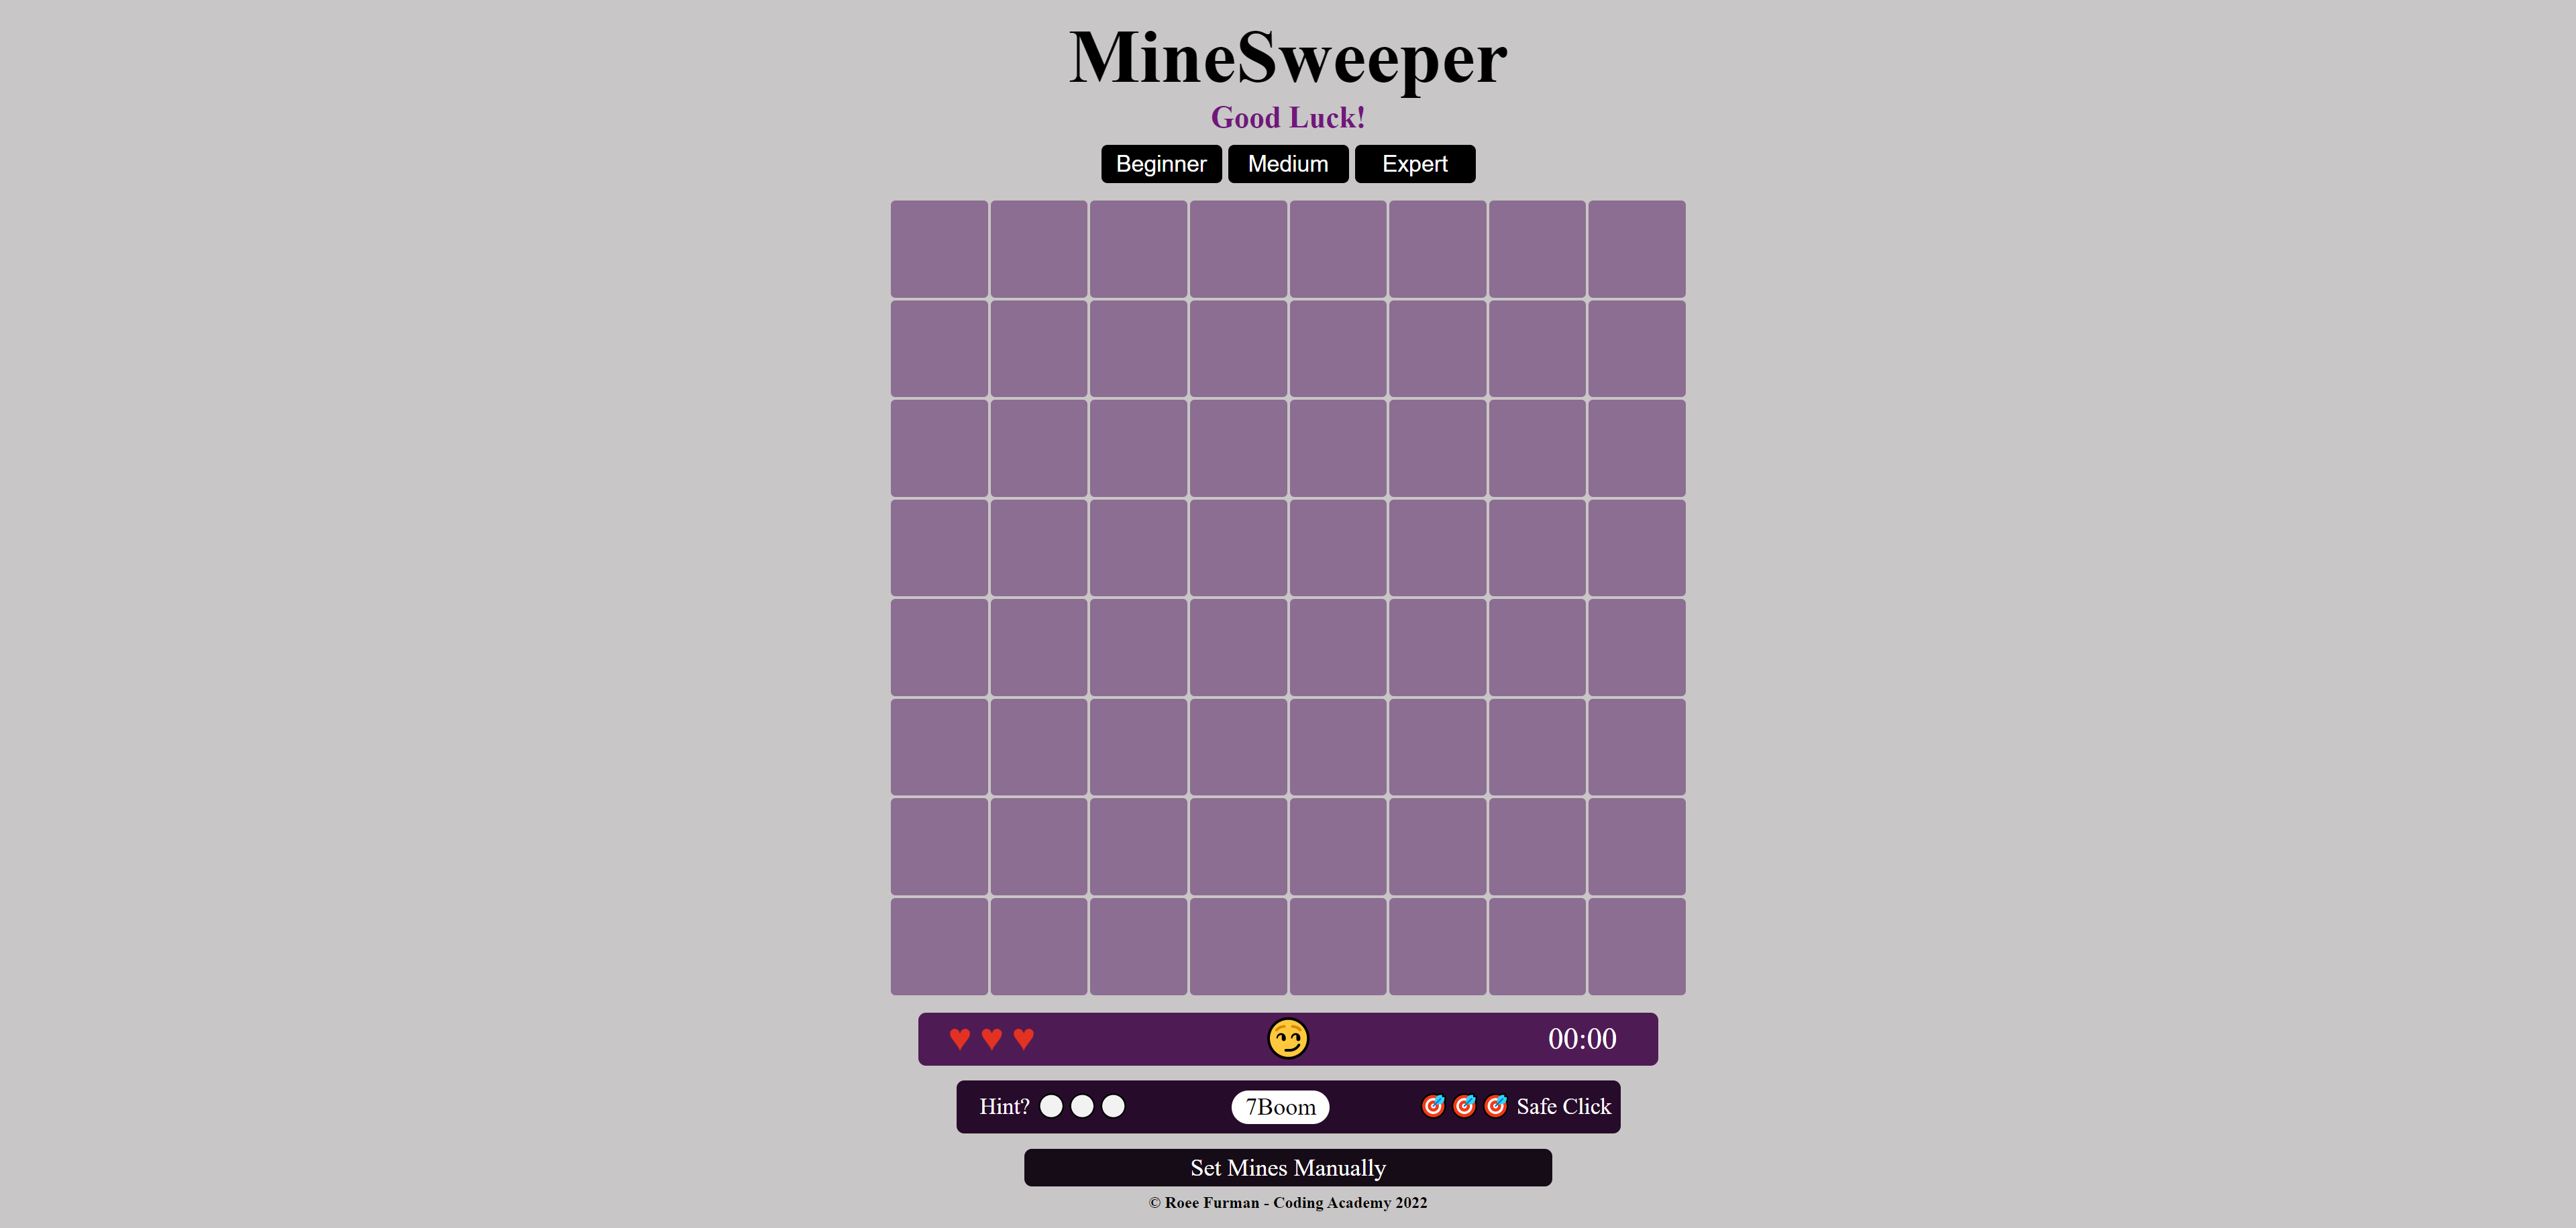 MineSweeper
Good Luck!
Beginner Medium Expert
00:00
Hint? 7Boom Safe Click
Set Mines Manually
© Roee Furman - Coding Academy 2022